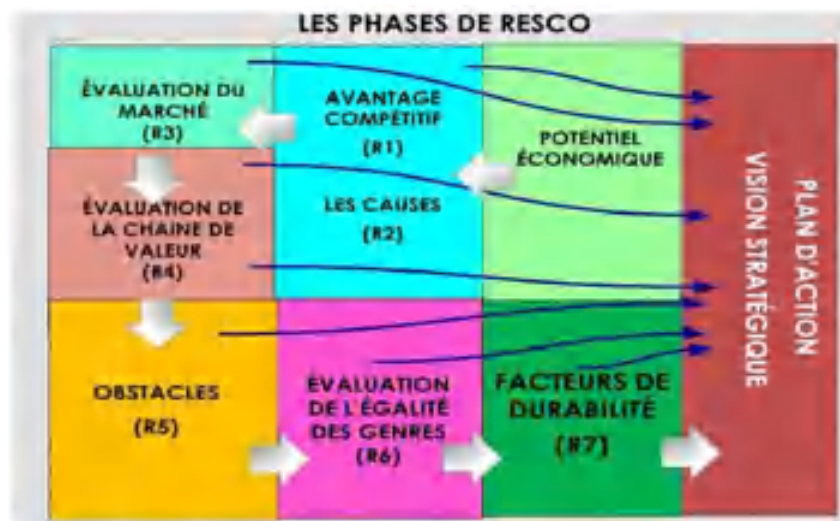 LES PHASES DE RESCO
ÉVALUATION DU
MARCHÉ
(R3)
AVANTAGE
COMPÉTITIF
(R1)
LES CAUSES
(R2)
POTENTIEL
ÉCONOMIQUE
ÉVALUATION DE
LA CHAINE DE
VALEUR
(R4)
OBSTACLES
(R5)
ÉVALUATION
DE L'ÉGALITÉ
DES GENRES
(R6)
FACTEURS DE
DURABILITÉ
(R7)
PLAN D'ACTION
VISION STRATÉGIQUE